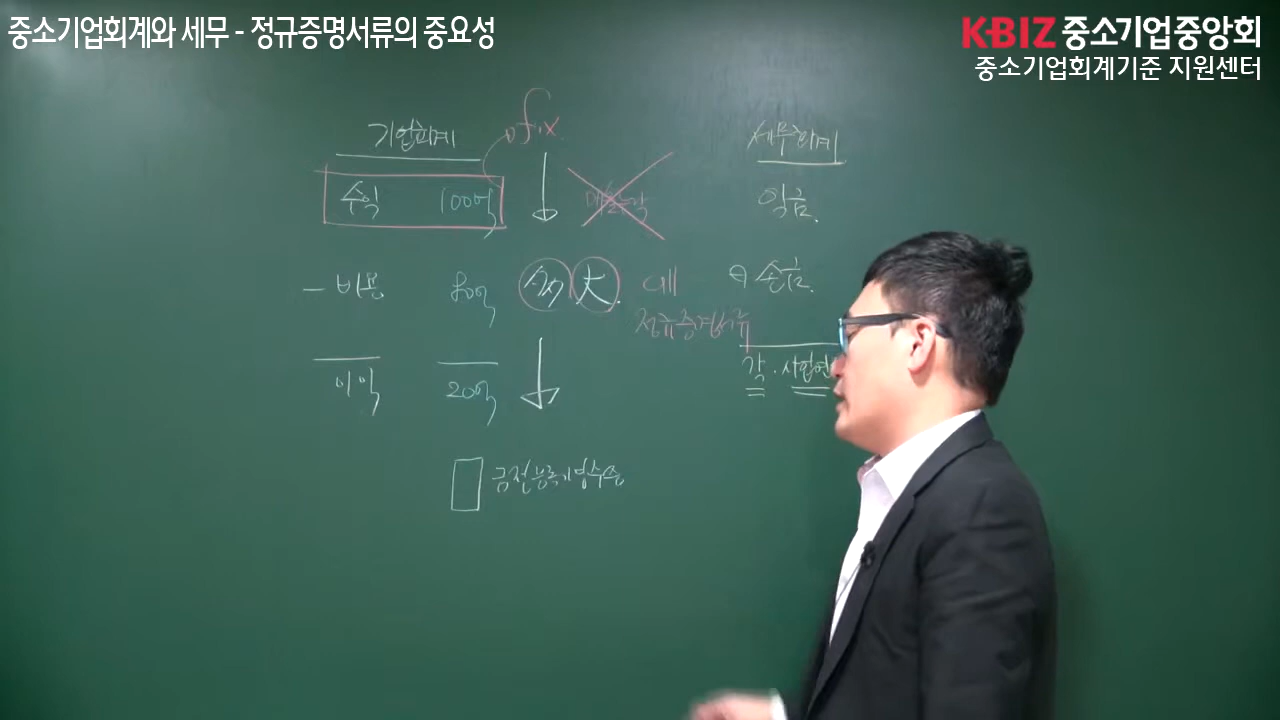 중소기업회계와 세무 - 정규증명서류의 중요성
K-BIZ 중소기업중앙회
중소기업회계기준 지원센터
기업회계
fix
세무회계
수익 100억
익금
- 비용 80억 多 大
손금
정규증명서류
각 사업연
이익 20억
금전등록기영수증